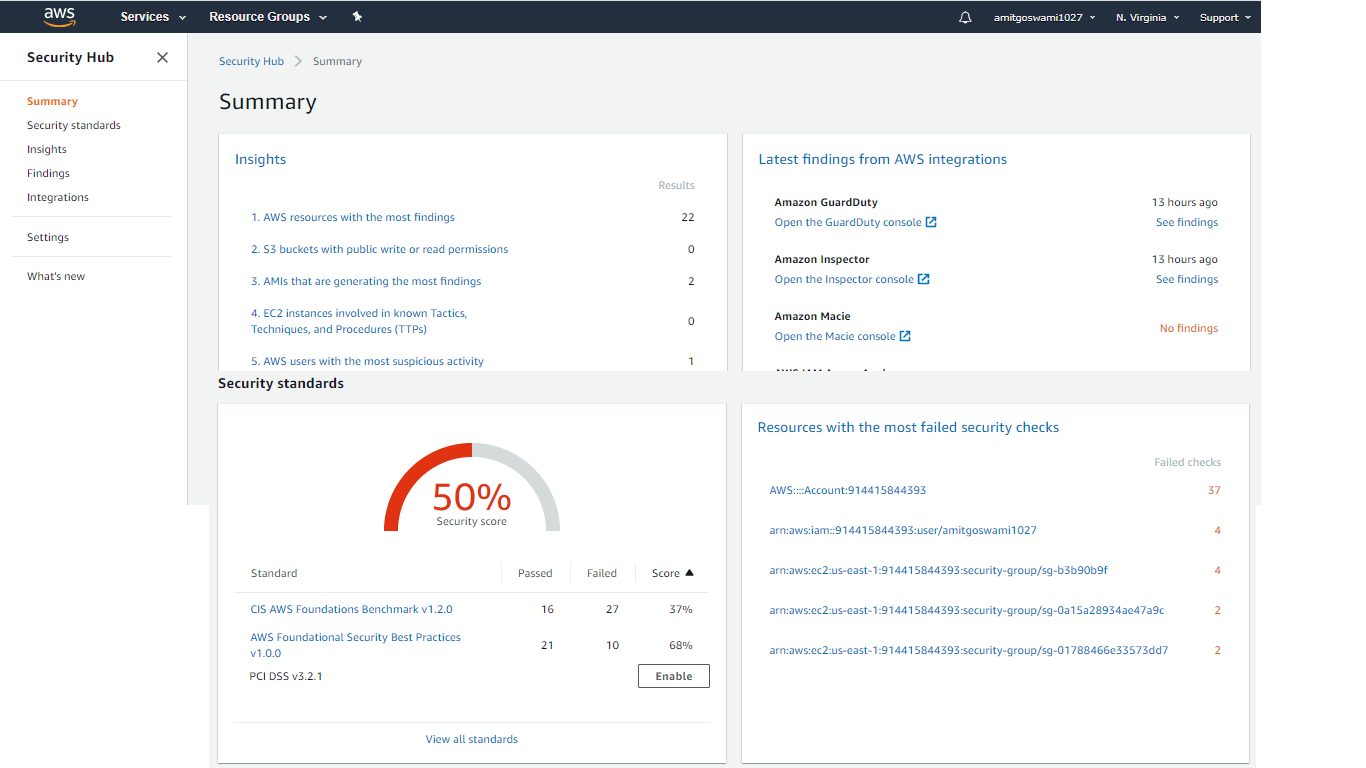 aws Services Resource Groups amitgoswami1027 N. Virginia Support
Security Hub
Summary
Security standards
Insights
Findings
Integrations
Settings
What's new
Security Hub Summary
Summary
Insights
Results
1. AWS resources with the most findings 22
2. S3 buckets with public write or read permissions 0
3. AMIs that are generating the most findings 2
4. EC2 instances involved in known Tactics,
Techniques, and Procedures (TTPs) 0
5. AWS users with the most suspicious activity 1
Latest findings from AWS integrations
Amazon GuardDuty 13 hours ago
Open the GuardDuty console See findings
Amazon Inspector 13 hours ago
Open the Inspector console See findings
Amazon Macie
No findings
Open the Macie console
Security standards
50%
Security score
Standard Passed Failed Score
CIS AWS Foundations Benchmark v1.2.0 16 27 37%
AWS Foundational Security Best Practices
v1.0.0 21 10 68%
PCI DSS v3.2.1 Enable
View all standards
Resources with the most failed security checks
Failed checks
AWS::::Account:914415844393 37
arn:aws:iam::914415844393:user/amitgoswami1027 4
arn:aws:ec2:us-east-1:914415844393:security-group/sg-b3b90b9f 4
arn:aws:ec2:us-east-1:914415844393:security-group/sg-0a15a28934ae47a9c 2
arn:aws:ec2:us-east-1:914415844393:security-group/sg-01788466e33573dd7 2